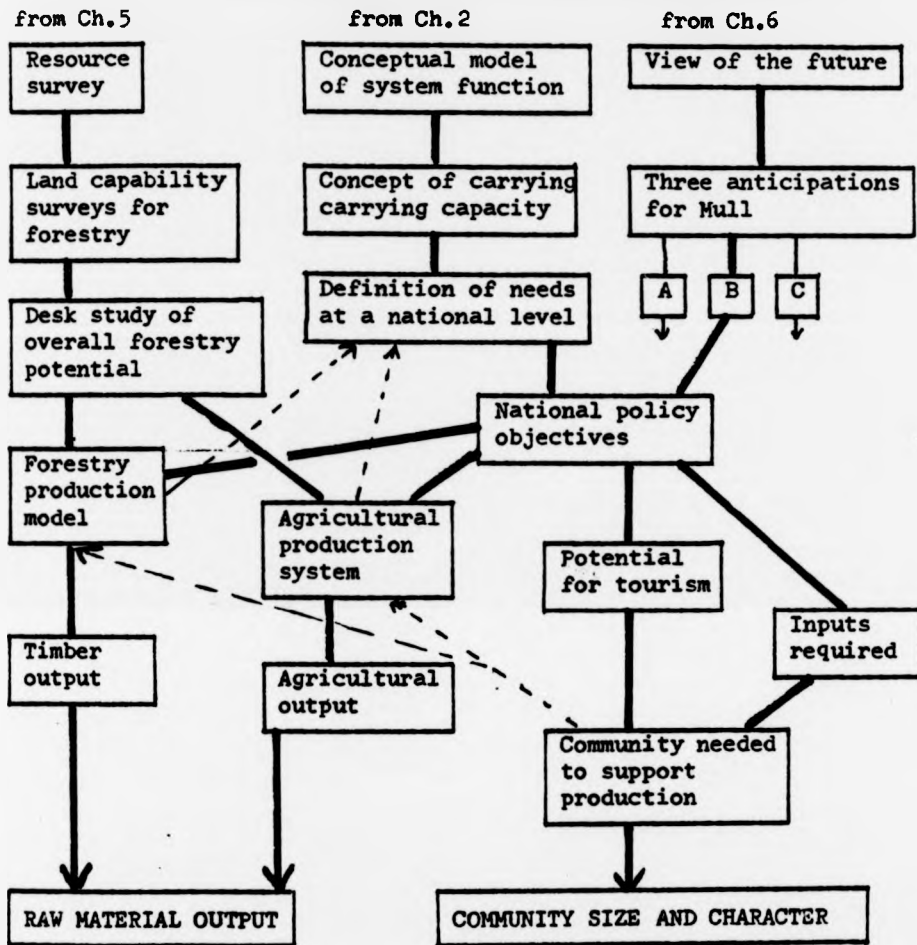 from Ch.5
from Ch.2
from Ch.6
Resource
survey
Conceptual model
of system function
View of the future
Land capability
surveys for
forestry
Concept of carrying
carrying capacity
Three anticipations
for Mull
A
B
C
Desk study of
overall forestry
potential
Definition of needs
at a national level
National policy
objectives
Forestry
production
model
Agricultural
production
system
Potential
for tourism
Inputs
required
Timber
output
Agricultural
output
Community needed
to support
production
RAW MATERIAL OUTPUT
COMMUNITY SIZE AND CHARACTER